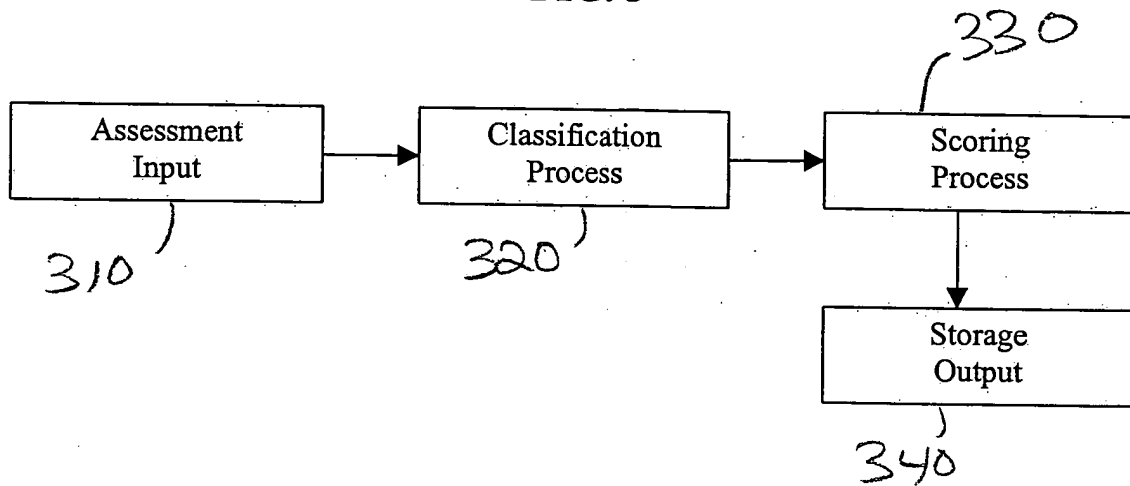 330
Assessment
Input
Classification
Process
Scoring
Process
310
320
Storage
Output
340